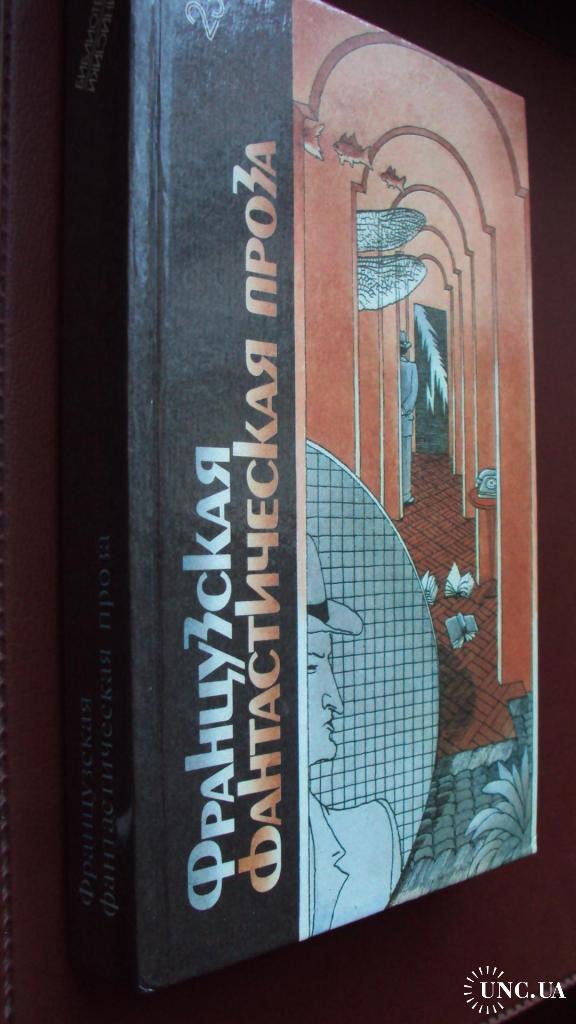 ФРАНЦУЗСКАЯ
ФАНТАСТИЧЕСКАЯ ПРОЗА
Французская
фантастическая проза
UNC.UA